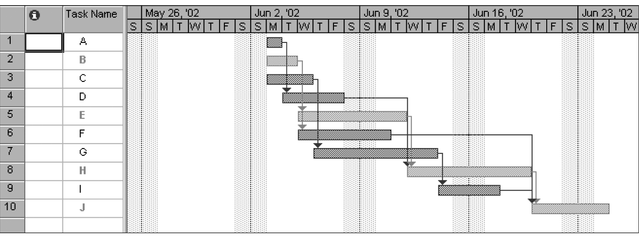 Task Name May 26, '02 Jun 2, '02 Jun 9, '02 Jun 16, '02 Jun 23, '02
S S M T W T F S S M T W T F S S M T W T F S S M T W T F S S M T W
1 A
2 B
3 C
4 D
5 E
6 F
7 G
8 H
9 I
10 J